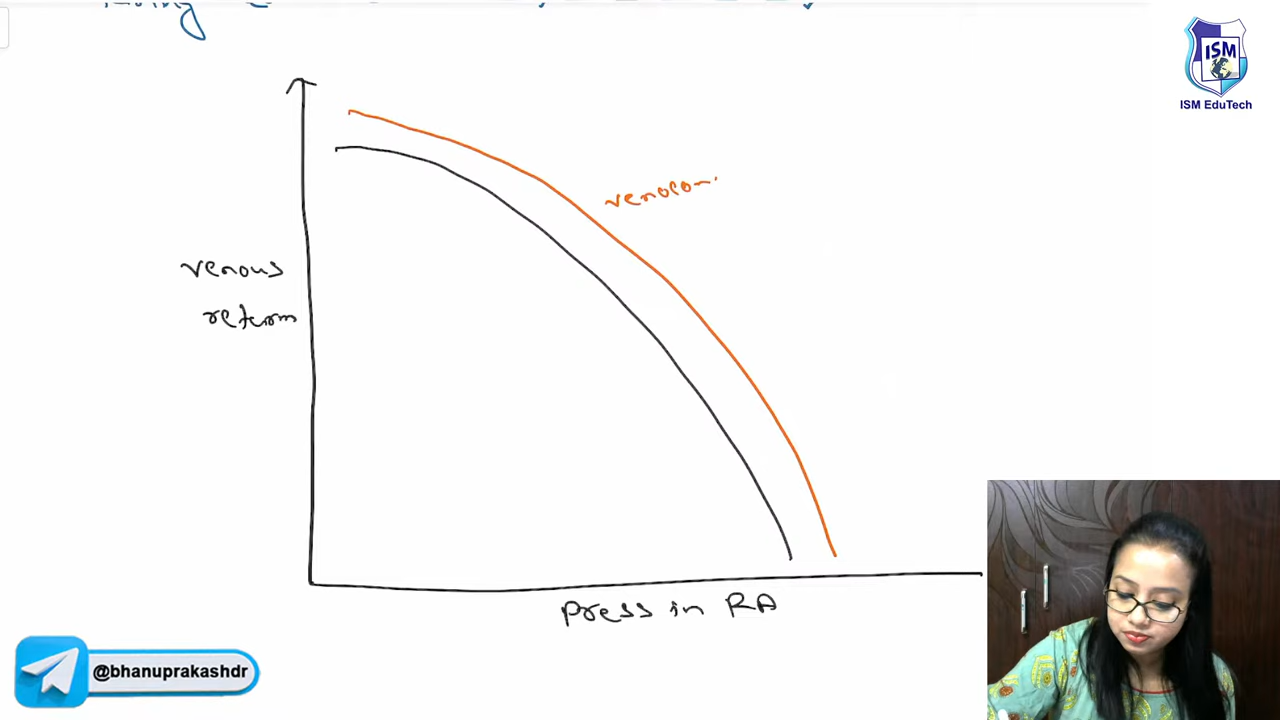 ISM
ISM EduTech
venocon
venous
return
press in RA
@bhanuprakashdr